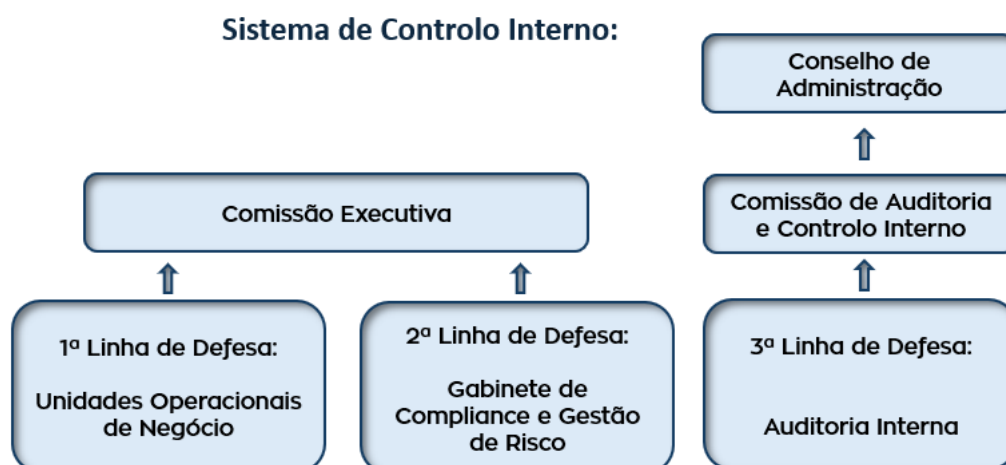 Sistema de Controlo Interno:
Conselho de
Administração
Comissão Executiva
Comissão de Auditoria
e Controlo Interno
1ª Linha de Defesa:
Unidades Operacionais
de Negócio
2ª Linha de Defesa:
Gabinete de
Compliance e Gestão
de Risco
3ª Linha de Defesa:
Auditoria Interna